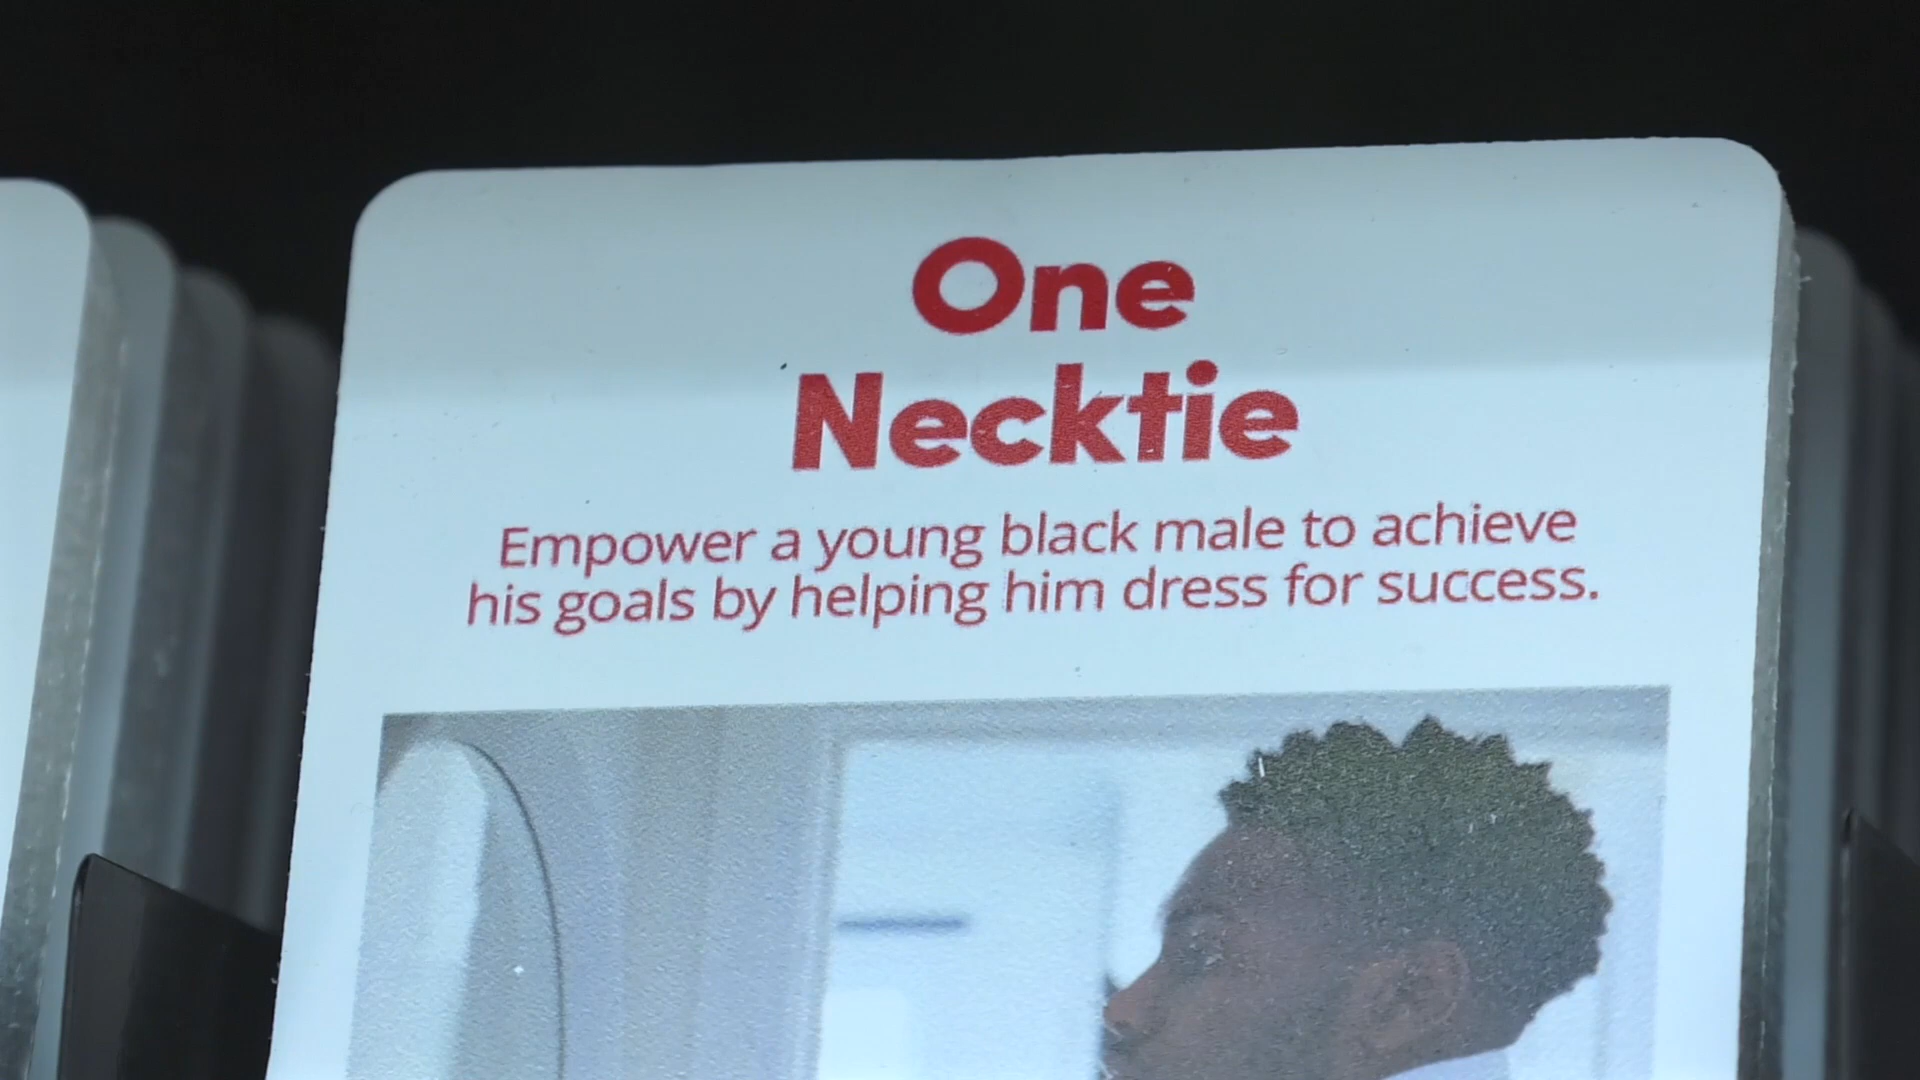 One
Necktie
Empower a young black male to achieve
his goals by helping him dress for success.